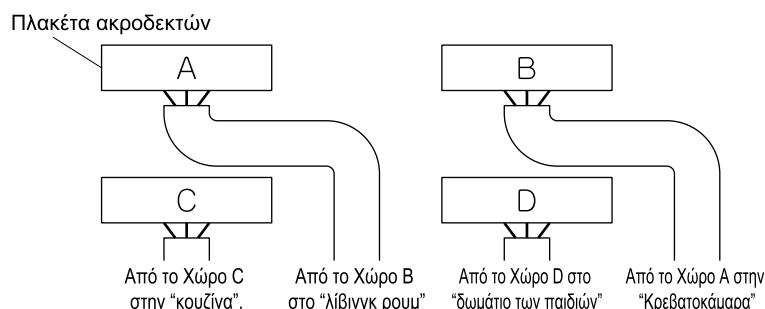 Πλακέτα ακροδεκτών
A
B
C
D
Από το Χώρο C
στην “κουζίνα”.
Από το Χώρο B
στο “λίβινγκ ρουμ”
Από το Χώρο D στο
“δωμάτιο των παιδιών”
Από το Χώρο A στην
“Κρεβατοκάμαρα”